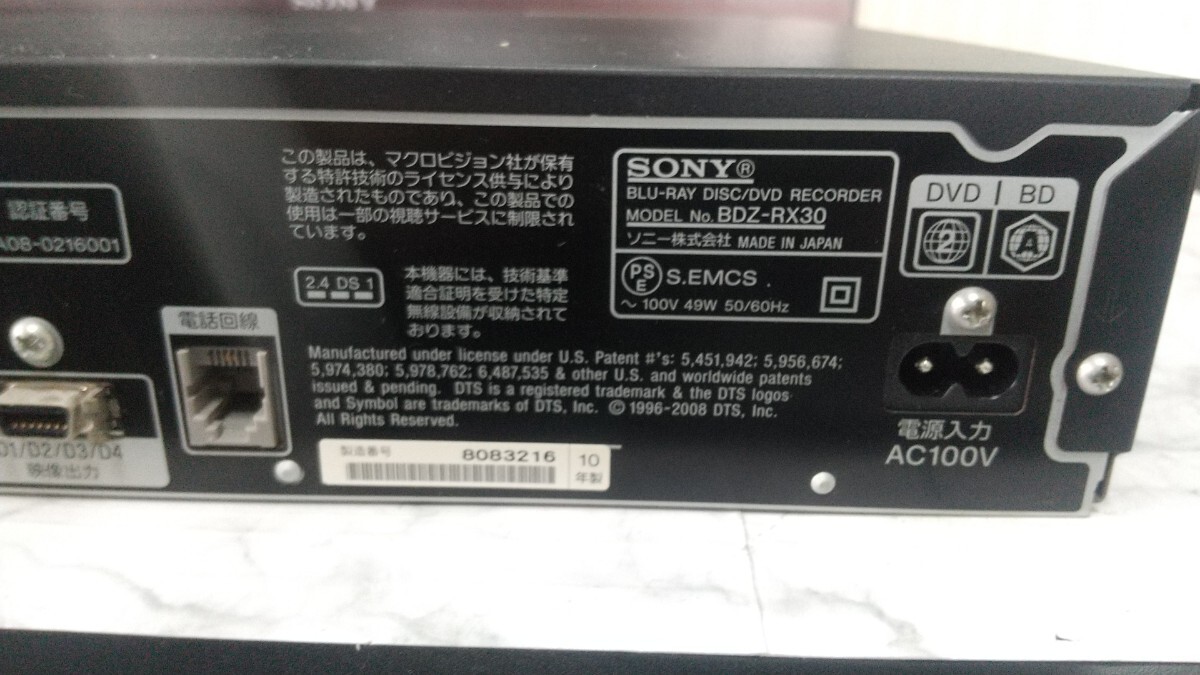 認証番号
A08-0216001
この製品は、マクロビジョン社が保有
する特許技術のライセンス供与により
製造されたものであり、この製品での
使用は一部の視聴サービスに制限され
ています。
2.4 DS 1
本機器には、技術基準
適合証明を受けた特定
無線設備が収納されて
おります。
SONY®
BLU-RAY DISC/DVD RECORDER
MODEL No. BDZ-RX30
ソニー株式会社 MADE IN JAPAN
PSE S.EMCS
～ 100V 49W 50/60Hz
DVD BD
2 A
電話回線
Manufactured under license under U.S. Patent #'s: 5,451,942; 5,956,674;
5,974,380; 5,978,762; 6,487,535 & other U.S. and worldwide patents
issued & pending. DTS is a registered trademark & the DTS logos
and Symbol are trademarks of DTS, Inc. © 1996-2008 DTS, Inc.
All Rights Reserved.
電源入力
AC100V
D1/D2/D3/D4
映像出力
製造番号 8083216 10
年製